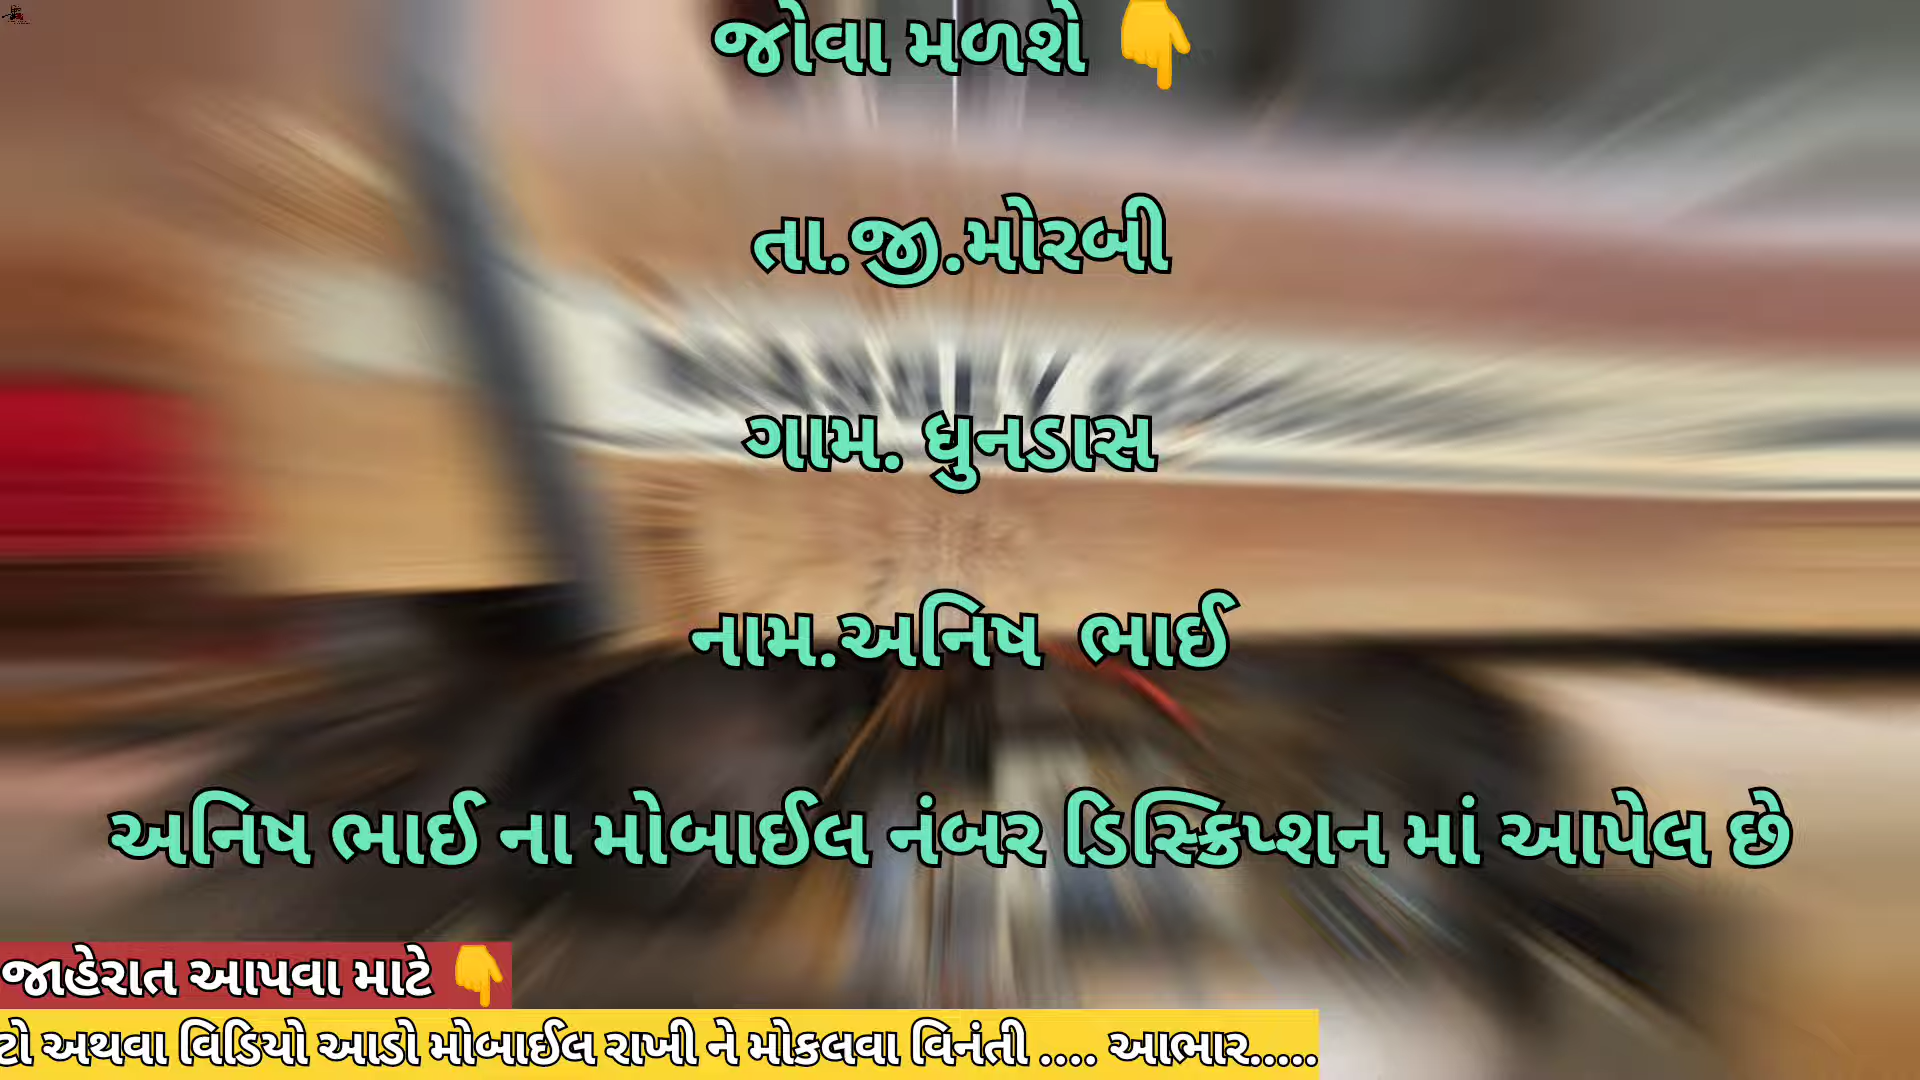 જોવા મળશે 👇
તા.જી.મોરબી
ગામ. ધુનડાસ
નામ.અનિષ  ભાઈ
અનિષ ભાઈ ના મોબાઈલ નંબર ડિસ્ક્રિપ્શન માં આપેલ છે
જાહેરાત આપવા માટે 👇
અથવા વિડિયો આડો મોબાઈલ રાખી ને મોકલવા વિનંતી .... આભાર.....